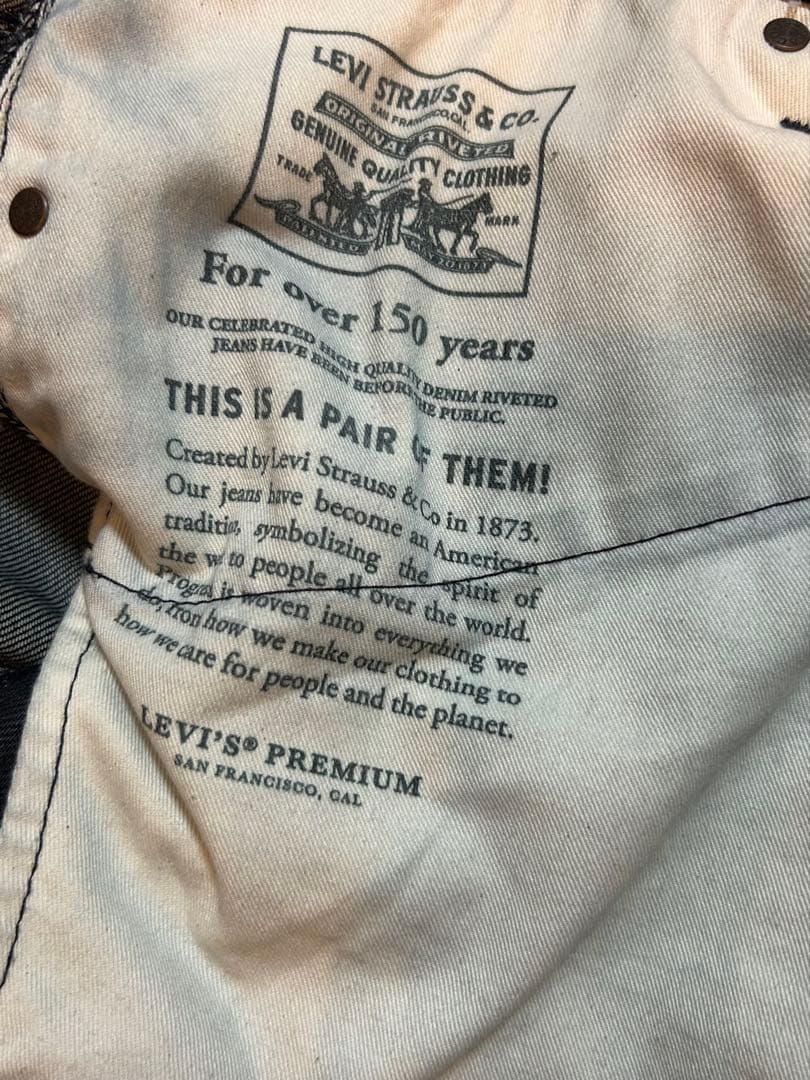 LEVI STRAUSS & CO.
SAN FRANCISCO, CAL.
ORIGINAL RIVETED
GENUINE QUALITY CLOTHING
TRADE MARK
For over 150 years
OUR CELEBRATED HIGH QUALITY DENIM RIVETED
JEANS HAVE BEEN BEFORE THE PUBLIC.
THIS IS A PAIR OF THEM!
Created by Levi Strauss & Co in 1873.
Our jeans have become an American
tradition, symbolizing the spirit of
the w to people all over the world.
Progress is woven into everything we
do, from how we make our clothing to
how we care for people and the planet.
LEVI'S® PREMIUM
SAN FRANCISCO, CAL